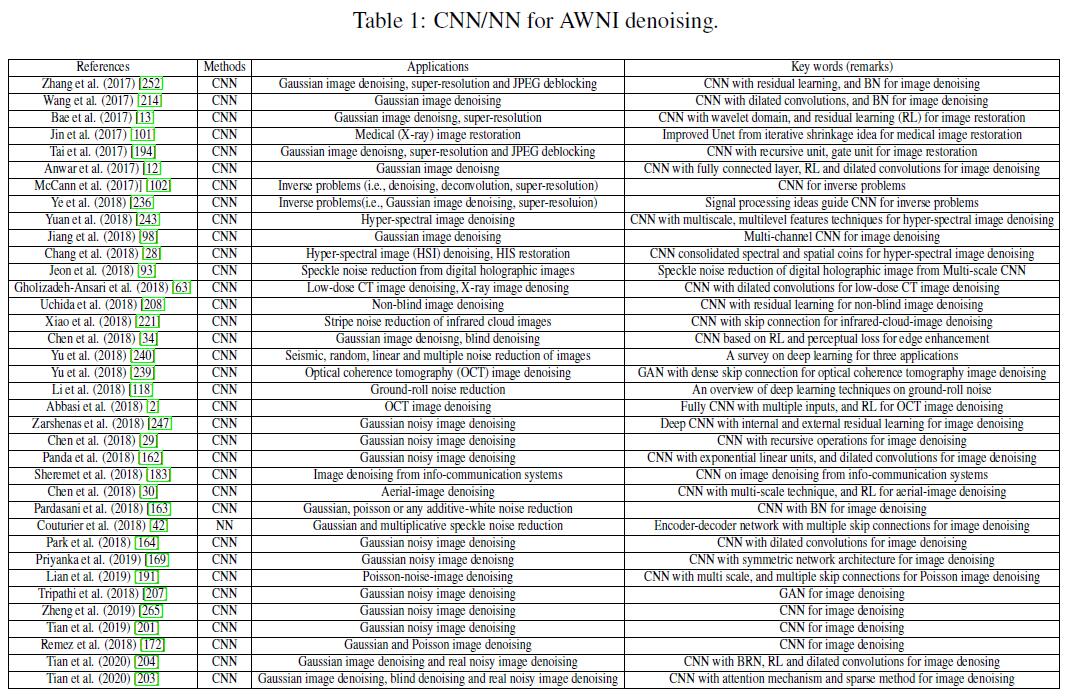 Table 1: CNN/NN for AWNI denoising.
References Methods Applications Key words (remarks)
Zhang et al. (2017) [252] CNN Gaussian image denoising, super-resolution and JPEG deblocking CNN with residual learning, and BN for image denoising
Wang et al. (2017) [214] CNN Gaussian image denoising CNN with dilated convolutions, and BN for image denoising
Bae et al. (2017) [13] CNN Gaussian image denoising, super-resolution CNN with wavelet domain, and residual learning (RL) for image restoration
Jin et al. (2017) [101] CNN Medical (X-ray) image restoration Improved Unet from iterative shrinkage idea for medical image restoration
Tai et al. (2017) [194] CNN Gaussian image denoisng, super-resolution and JPEG deblocking CNN with recursive unit, gate unit for image restoration
Anwar et al. (2017) [12] CNN Gaussian image denoisng CNN with fully connected layer, RL and dilated convolutions for image denoising
McCann et al. (2017)] [102] CNN Inverse problems (i.e., denoising, deconvolution, super-resolution) CNN for inverse problems
Ye et al. (2018) [236] CNN Inverse problems(i.e., Gaussian image denoising, super-resoluion) Signal processing ideas guide CNN for inverse problems
Yuan et al. (2018) [243] CNN Hyper-spectral image denoising CNN with multiscale, multilevel features techniques for hyper-spectral image denoising
Jiang et al. (2018) [98] CNN Gaussian image denoising Multi-channel CNN for image denoising
Chang et al. (2018) [28] CNN Hyper-spectral image (HSI) denoising, HIS restoration CNN consolidated spectral and spatial coins for hyper-spectral image denoising
Jeon et al. (2018) [93] CNN Speckle noise reduction from digital holographic images Speckle noise reduction of digital holographic image from Multi-scale CNN
Gholizadeh-Ansari et al. (2018) [63] CNN Low-dose CT image denoising, X-ray image denoisng CNN with dilated convolutions for low-dose CT image denoising
Uchida et al. (2018) [208] CNN Non-blind image denoising CNN with residual learning for non-blind image denoising
Xiao et al. (2018) [221] CNN Stripe noise reduction of infrared cloud images CNN with skip connection for infrared-cloud-image denoising
Chen et al. (2018) [34] CNN Gaussian image denoisng, blind denoising CNN based on RL and perceptual loss for edge enhancement
Yu et al. (2018) [240] CNN Seismic, random, linear and multiple noise reduction of images A survey on deep learning for three applications
Yu et al. (2018) [239] CNN Optical coherence tomography (OCT) image denoising GAN with dense skip connection for optical coherence tomography image denoising
Li et al. (2018) [118] CNN Ground-roll noise reduction An overview of deep learning techniques on ground-roll noise
Abbasi et al. (2018) [2] CNN OCT image denoising Fully CNN with multiple inputs, and RL for OCT image denoising
Zarshenas et al. (2018) [247] CNN Gaussian noisy image denoising Deep CNN with internal and external residual learning for image denoising
Chen et al. (2018) [29] CNN Gaussian noisy image denoising CNN with recursive operations for image denoising
Panda et al. (2018) [162] CNN Gaussian noisy image denoising CNN with exponential linear units, and dilated convolutions for image denoising
Sheremet et al. (2018) [183] CNN Image denoising from info-communication systems CNN on image denoising from info-communication systems
Chen et al. (2018) [30] CNN Aerial-image denoising CNN with multi-scale technique, and RL for aerial-image denoising
Pardasani et al. (2018) [163] CNN Gaussian, poisson or any additive-white noise reduction CNN with BN for image denoising
Couturier et al. (2018) [42] NN Gaussian and multiplicative speckle noise reduction Encoder-decoder network with multiple skip connections for image denoising
Park et al. (2018) [164] CNN Gaussian noisy image denoising CNN with dilated convolutions for image denoising
Priyanka et al. (2019) [169] CNN Gaussian noisy image denoisng CNN with symmetric network architecture for image denoising
Lian et al. (2019) [191] CNN Poisson-noise-image denoising CNN with multi scale, and multiple skip connections for Poisson image denoising
Tripathi et al. (2018) [207] CNN Gaussian noisy image denoising GAN for image denoising
Zheng et al. (2019) [265] CNN Gaussian noisy image denoising CNN for image denoising
Tian et al. (2019) [201] CNN Gaussian noisy image denoising CNN for image denoising
Remez et al. (2018) [172] CNN Gaussian and Poisson image denoising CNN for image denoising
Tian et al. (2020) [204] CNN Gaussian image denoising and real noisy image denoising CNN with BRN, RL and dilated convolutions for image denosing
Tian et al. (2020) [203] CNN Gaussian image denoising, blind denoising and real noisy image denoising CNN with attention mechanism and sparse method for image denoising